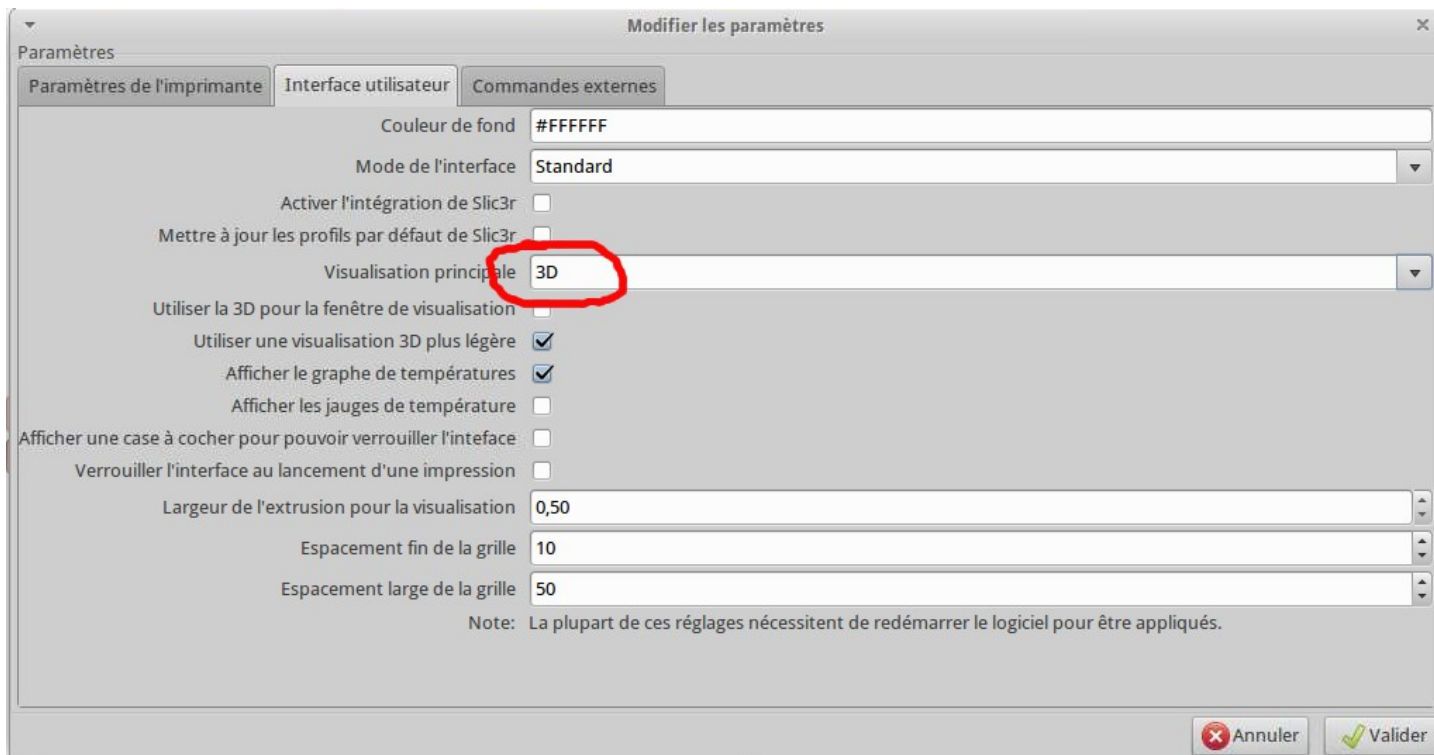 Modifier les paramètres
Paramètres
Paramètres de l'imprimante Interface utilisateur Commandes externes
Couleur de fond #FFFFFF
Mode de l'interface Standard
Activer l'intégration de Slic3r
Mettre à jour les profils par défaut de Slic3r
Visualisation principale 3D
Utiliser la 3D pour la fenêtre de visualisation
Utiliser une visualisation 3D plus légère
Afficher le graphe de températures
Afficher les jauges de température
Afficher une case à cocher pour pouvoir verrouiller l'inteface
Verrouiller l'interface au lancement d'une impression
Largeur de l'extrusion pour la visualisation 0,50
Espacement fin de la grille 10
Espacement large de la grille 50
Note: La plupart de ces réglages nécessitent de redémarrer le logiciel pour être appliqués.
Annuler Valider